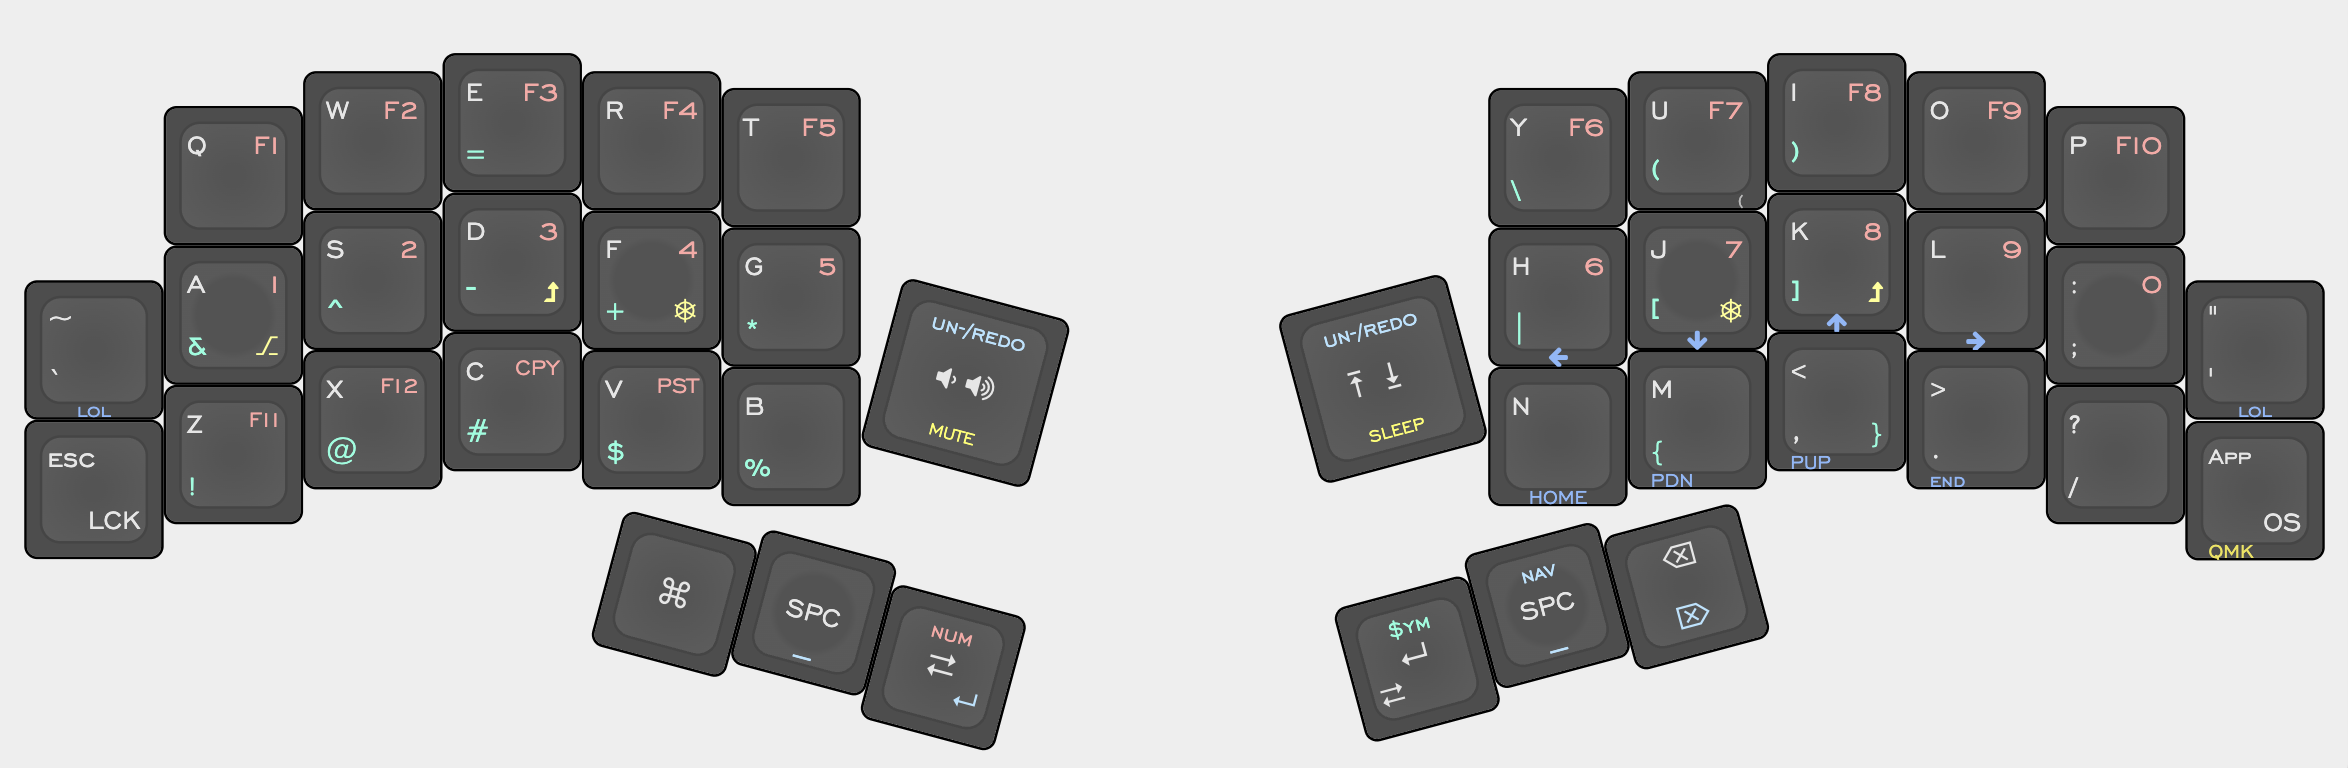 Q F1
W F2
E F3
=
R F4
T F5
Y F6
\
U F7
(
(
I F8
)
O F9
P F10
~
`
LOL
A 1
&
S 2
^
D 3
-
F 4
+
G 5
*
UN-/REDO
MUTE
UN-/REDO
SLEEP
H 6
|
J 7
[
K 8
]
L 9
: 0
;
"
'
LOL
ESC
LCK
Z F11
!
X F12
@
C CPY
#
V PST
$
B
%
N
HOME
M
{
PDN
<
, }
PUP
>
.
END
?
/
APP
OS
QMK
⌘
SPC
_
NUM
$YM
NAV
SPC
_